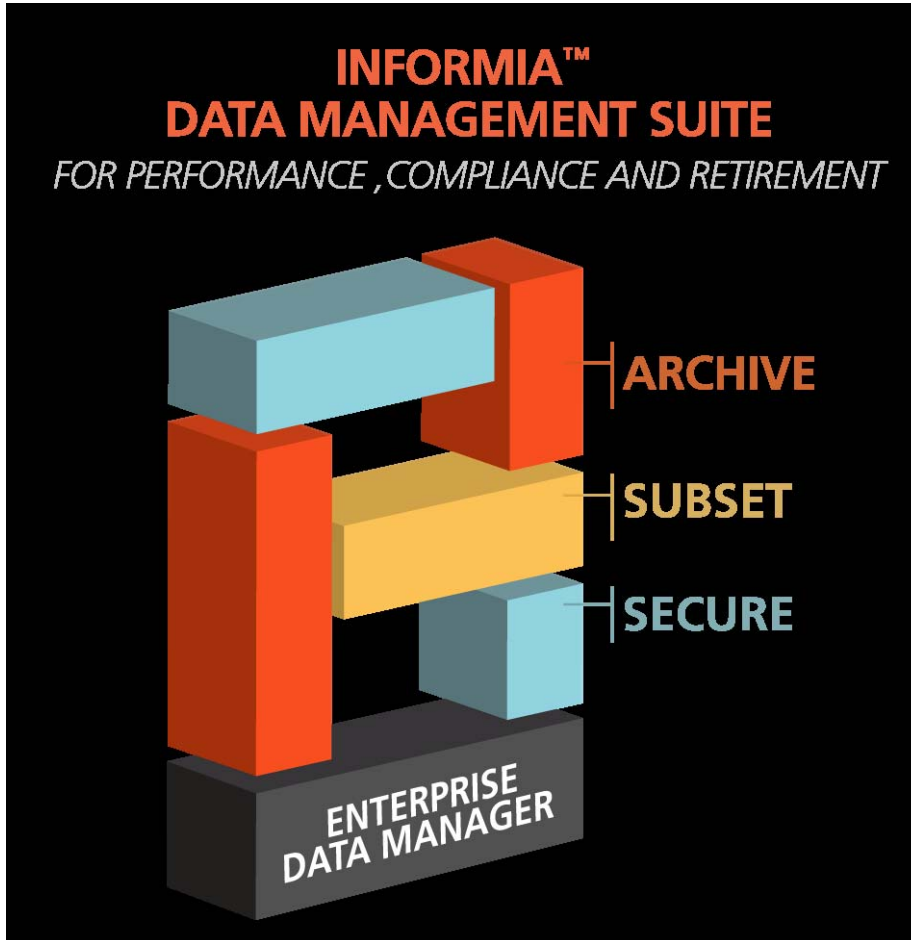 INFORMIA™
DATA MANAGEMENT SUITE
FOR PERFORMANCE ,COMPLIANCE AND RETIREMENT
ARCHIVE
SUBSET
SECURE
ENTERPRISE
DATA MANAGER